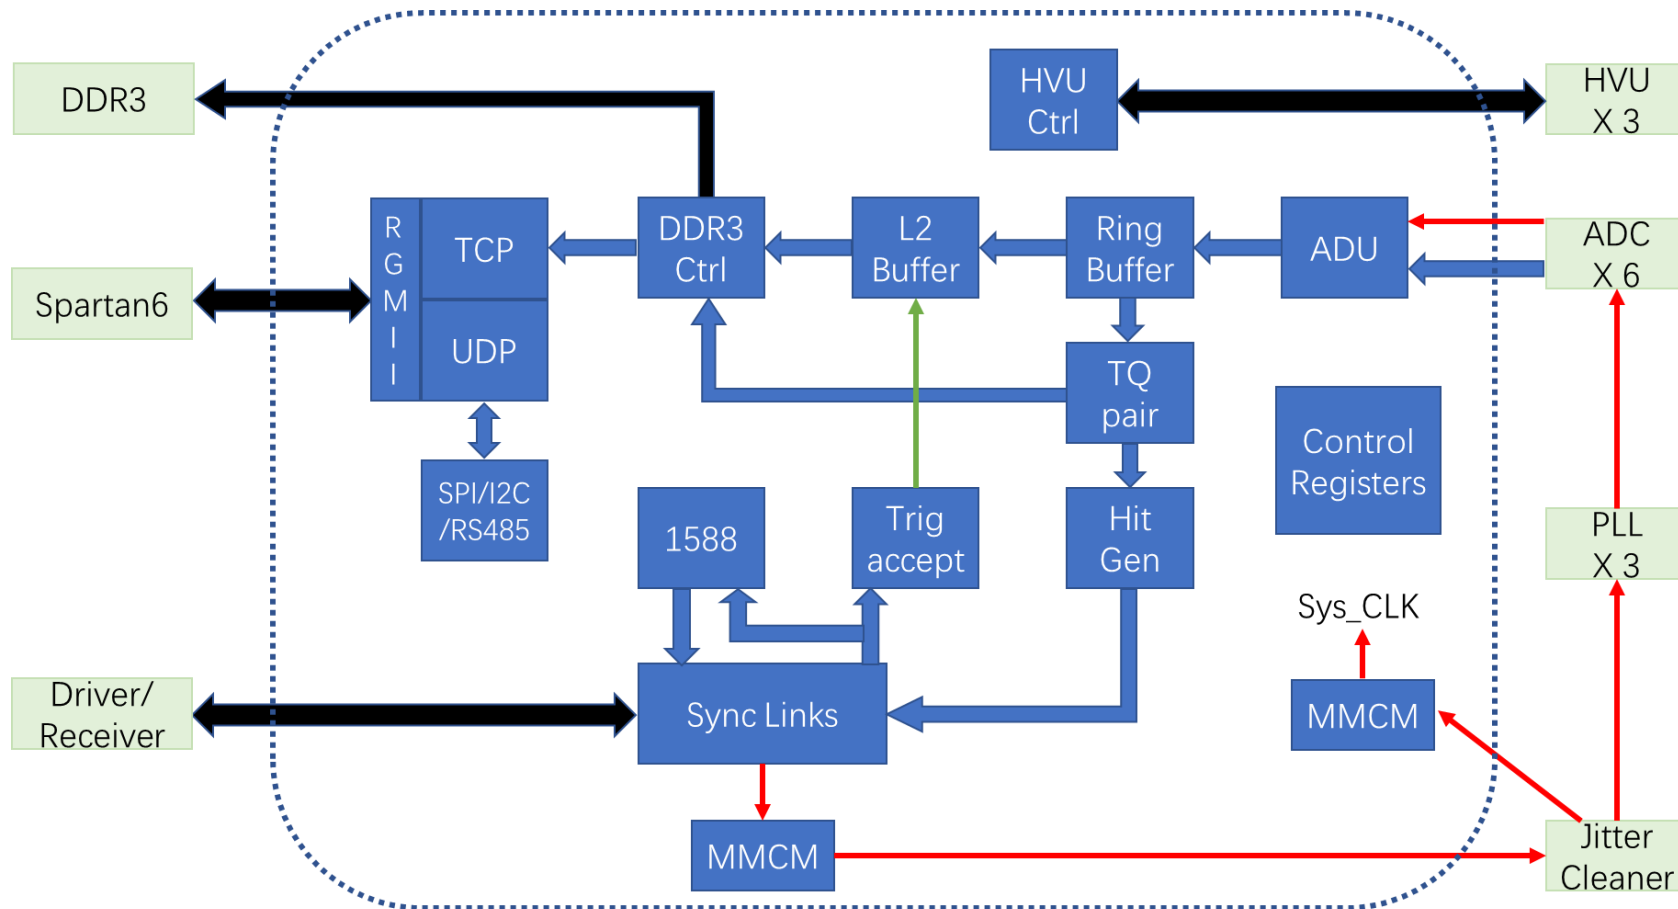 DDR3
HVU
Ctrl
HVU
X 3
R
G
M
I
I
TCP
UDP
DDR3
Ctrl
L2
Buffer
Ring
Buffer
ADU
ADC
X 6
Spartan6
TQ
pair
Control
Registers
SPI/I2C
/RS485
1588
Trig
accept
Hit
Gen
PLL
X 3
Sys_CLK
Driver/
Receiver
Sync Links
MMCM
MMCM
Jitter
Cleaner